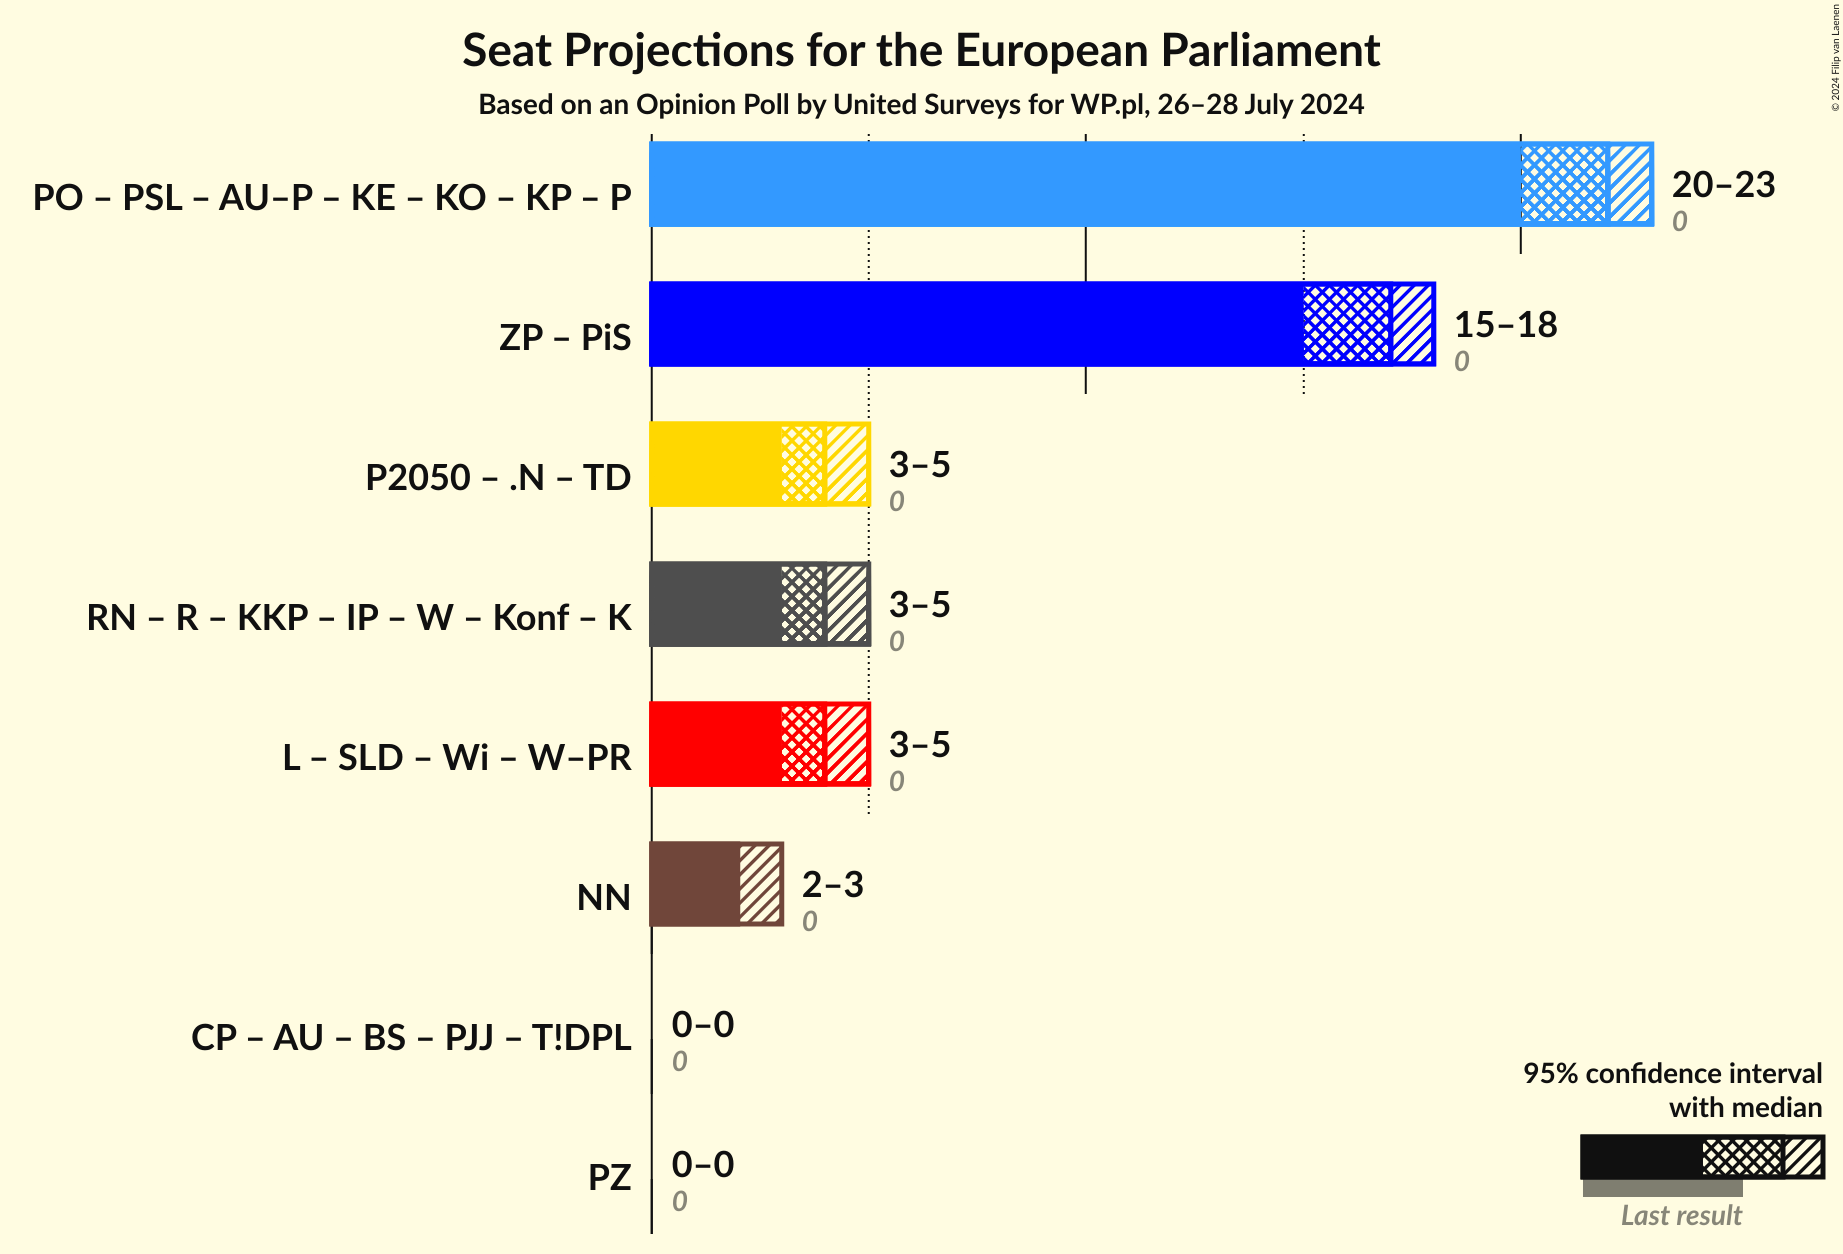 Seat Projections for the European Parliament
Based on an Opinion Poll by United Surveys for WP.pl, 26–28 July 2024
© 2024 Filip van Laenen
PO – PSL – AU–P – KE – KO – KP – P
20–23
0
ZP – PiS
15–18
0
P2050 – .N – TD
3–5
0
RN – R – KKP – IP – W – Konf – K
3–5
0
L – SLD – Wi – W–PR
3–5
0
NN
2–3
0
CP – AU – BS – PJJ – T!DPL
0–0
0
PZ
0–0
0
95% confidence interval
with median
Last result